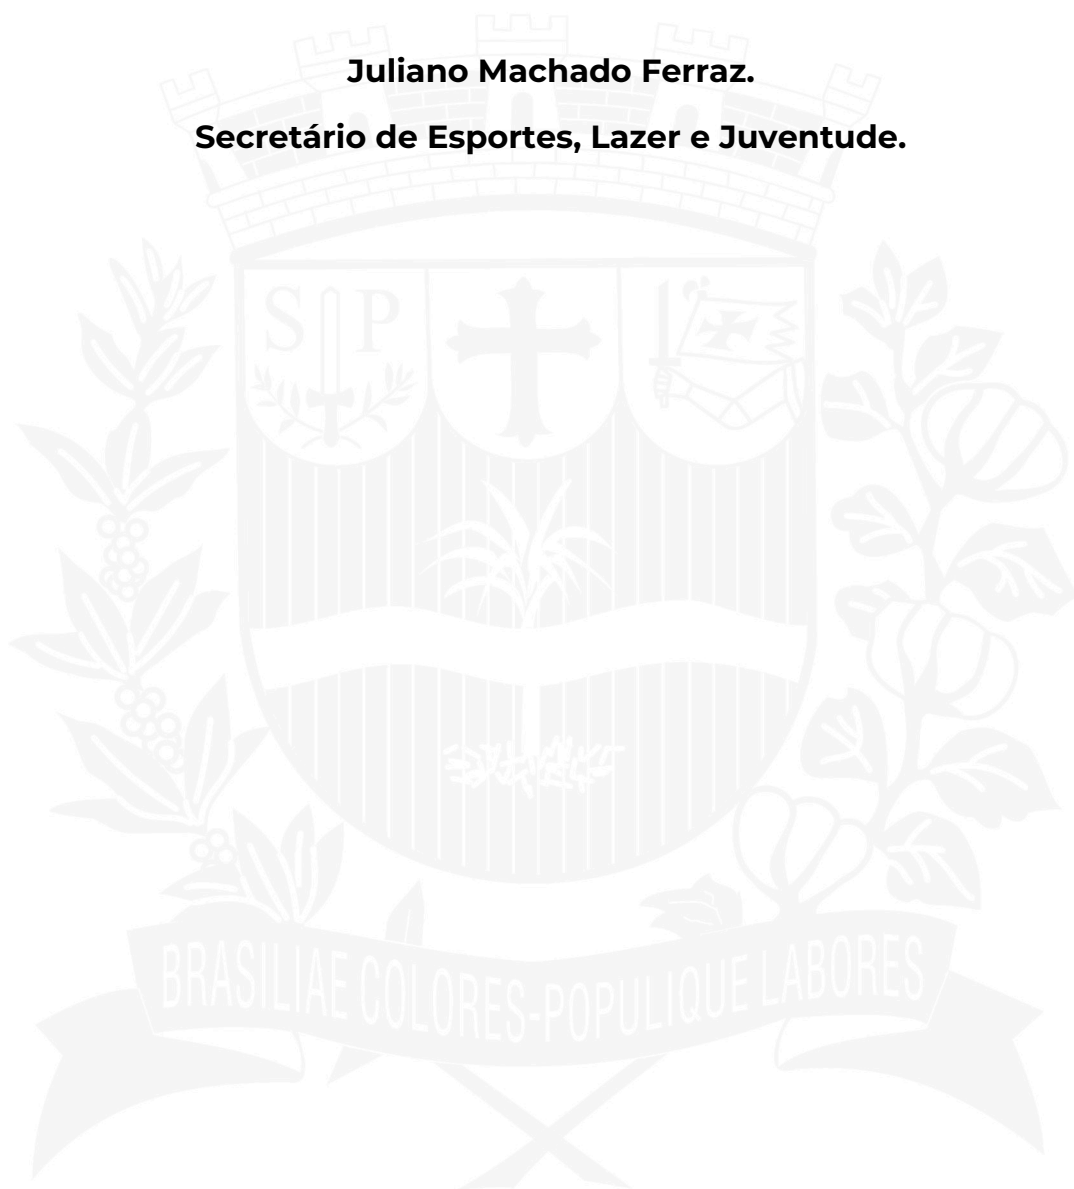 Juliano Machado Ferraz.
Secretário de Esportes, Lazer e Juventude.
S P
BRASILIAE COLORES-POPULIQUE LABORES